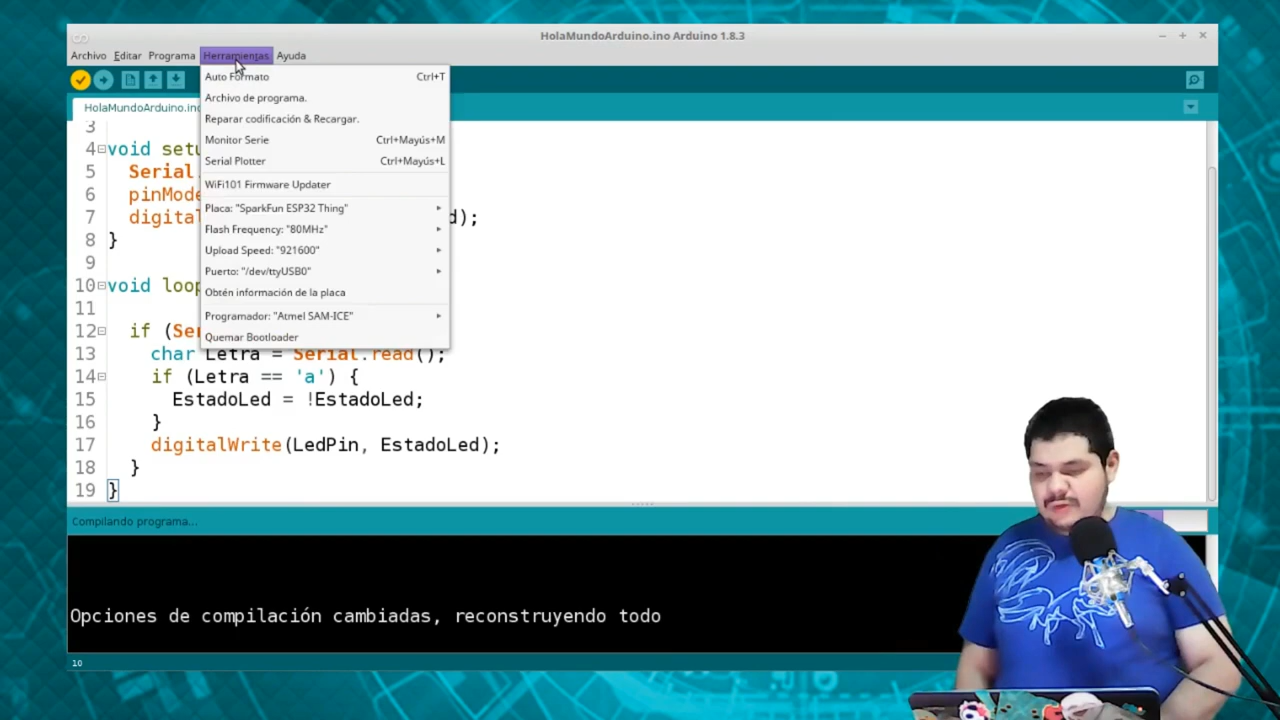 HolaMundoArduino.ino Arduino 1.8.3
Archivo Editar Programa Herramientas Ayuda
HolaMundoArduino.ino
Auto Formato Ctrl+T
Archivo de programa.
Reparar codificación & Recargar.
Monitor Serie Ctrl+Mayús+M
Serial Plotter Ctrl+Mayús+L
WiFi101 Firmware Updater
Placa: "SparkFun ESP32 Thing"
Flash Frequency: "80MHz"
Upload Speed: "921600"
Puerto: "/dev/ttyUSB0"
Obtén información de la placa
Programador: "Atmel SAM-ICE"
Quemar Bootloader
3
4 void setu
5 Serial.
6 pinMode
7 digital d);
8 }
9
10 void loop
11
12 if (Se
13 char Letra = Serial.read();
14 if (Letra == 'a') {
15 EstadoLed = !EstadoLed;
16 }
17 digitalWrite(LedPin, EstadoLed);
18 }
19 }
Compilando programa...
Opciones de compilación cambiadas, reconstruyendo todo
10